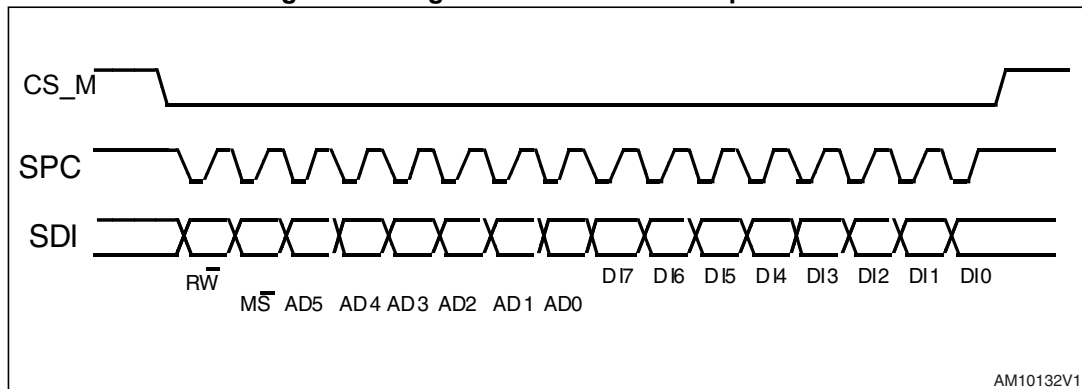 CS_M
SPC
SDI
RW̅ DI7 DI6 DI5 DI4 DI3 DI2 DI1 DI0
MS̅ AD5 AD4 AD3 AD2 AD1 AD0
AM10132V1